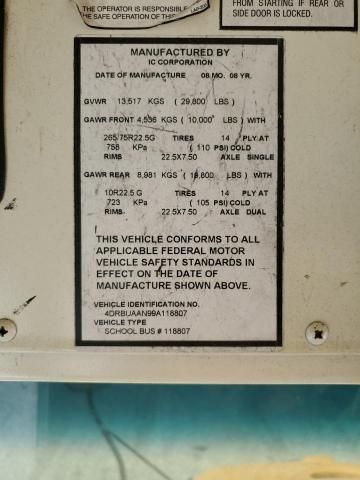 THE OPERATOR IS RESPONSIBLE
THE SAFE OPERATION OF THIS
FROM STARTING IF REAR OR
SIDE DOOR IS LOCKED.
MANUFACTURED BY
IC CORPORATION
DATE OF MANUFACTURE 08 MO. 08 YR.
GVWR 13,517 KGS ( 29,800 LBS)
GAWR FRONT 4,536 KGS ( 10,000 LBS) WITH
265/75R22.5G TIRES 14 PLY AT
758 KPa ( 110 PSI) COLD
RIMS 22.5X7.50 AXLE SINGLE
GAWR REAR 8,981 KGS ( 19,800 LBS) WITH
10R22.5 G TIRES 14 PLY AT
723 KPa ( 105 PSI) COLD
RIMS 22.5X7.50 AXLE DUAL
THIS VEHICLE CONFORMS TO ALL
APPLICABLE FEDERAL MOTOR
VEHICLE SAFETY STANDARDS IN
EFFECT ON THE DATE OF
MANUFACTURE SHOWN ABOVE.
VEHICLE IDENTIFICATION NO.
4DRBUAAN99A118807
VEHICLE TYPE
SCHOOL BUS # 118807